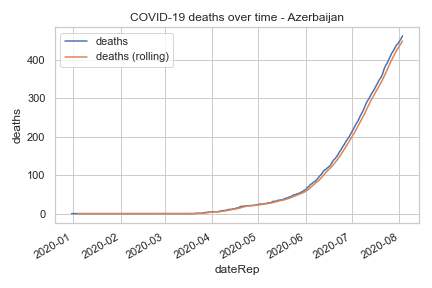 COVID-19 deaths over time - Azerbaijan
deaths
deaths (rolling)
400
300
200
100
0
deaths
2020-01
2020-02
2020-03
2020-04
2020-05
2020-06
2020-07
2020-08
dateRep